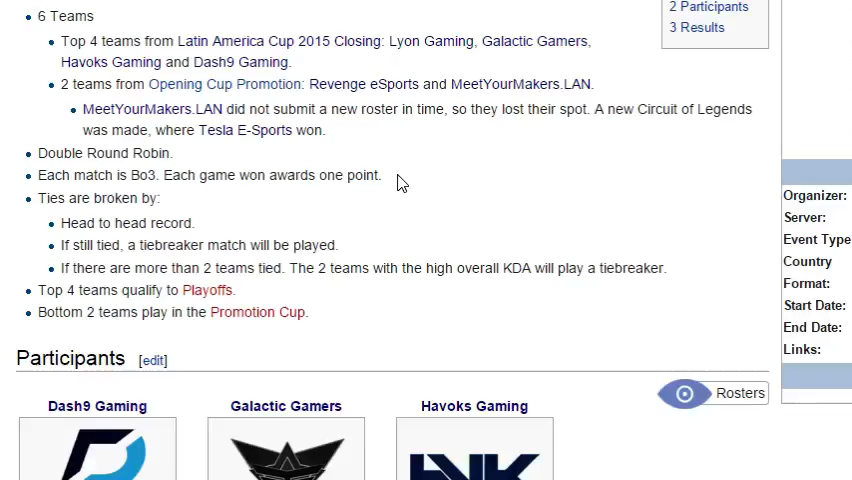 2 Participants
3 Results
6 Teams
Top 4 teams from Latin America Cup 2015 Closing: Lyon Gaming, Galactic Gamers,
Havoks Gaming and Dash9 Gaming.
2 teams from Opening Cup Promotion: Revenge eSports and MeetYourMakers.LAN.
MeetYourMakers.LAN did not submit a new roster in time, so they lost their spot. A new Circuit of Legends
was made, where Tesla E-Sports won.
Double Round Robin.
Each match is Bo3. Each game won awards one point.
Ties are broken by:
Head to head record.
If still tied, a tiebreaker match will be played.
If there are more than 2 teams tied. The 2 teams with the high overall KDA will play a tiebreaker.
Top 4 teams qualify to Playoffs.
Bottom 2 teams play in the Promotion Cup.
Organizer:
Server:
Event Type
Country
Format:
Start Date:
End Date:
Links:
Participants [edit]
Rosters
Dash9 Gaming Galactic Gamers Havoks Gaming